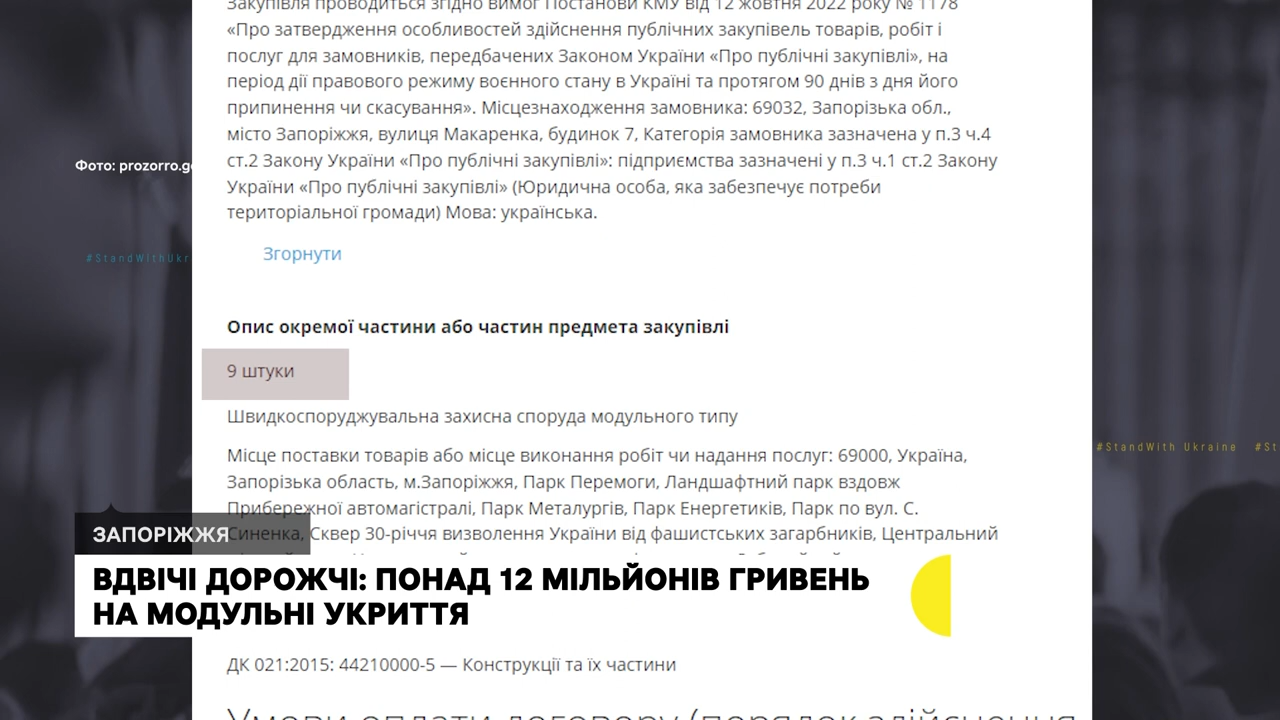 Закупівля проводиться згідно вимог Постанови КМУ від 12 жовтня 2022 року № 1178
«Про затвердження особливостей здійснення публічних закупівель товарів, робіт і
послуг для замовників, передбачених Законом України «Про публічні закупівлі», на
період дії правового режиму воєнного стану в Україні та протягом 90 днів з дня його
припинення чи скасування». Місцезнаходження замовника: 69032, Запорізька обл.,
місто Запоріжжя, вулиця Макаренка, будинок 7, Категорія замовника зазначена у п.3 ч.4
ст.2 Закону України «Про публічні закупівлі»: підприємства зазначені у п.3 ч.1 ст.2 Закону
України «Про публічні закупівлі» (Юридична особа, яка забезпечує потреби
територіальної громади) Мова: українська.
Фото: prozorro.g
#StandWithUkr
Згорнути
Опис окремої частини або частин предмета закупівлі
9 штуки
Швидкоспоруджувальна захисна споруда модульного типу
Місце поставки товарів або місце виконання робіт чи надання послуг: 69000, Україна,
Запорізька область, м.Запоріжжя, Парк Перемоги, Ландшафтний парк вздовж
Прибережної автомагістралі, Парк Металургів, Парк Енергетиків, Парк по вул. С.
Синенка, Сквер 30-річчя визволення України від фашистських загарбників, Центральний
#StandWith Ukraine #St
ЗАПОРІЖЖЯ
ВДВІЧІ ДОРОЖЧІ: ПОНАД 12 МІЛЬЙОНІВ ГРИВЕНЬ
НА МОДУЛЬНІ УКРИТТЯ
ДК 021:2015: 44210000-5 — Конструкції та їх частини
Умови оплати договору (порядок здійснення